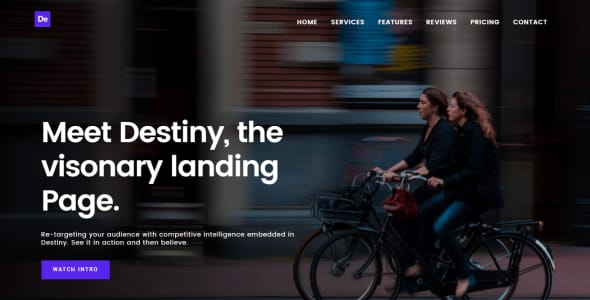 De
HOME SERVICES FEATURES REVIEWS PRICING CONTACT
Meet Destiny, the
visonary landing
Page.
Re-targeting your audience with competitive intelligence embedded in
Destiny. See it in action and then believe.
WATCH INTRO